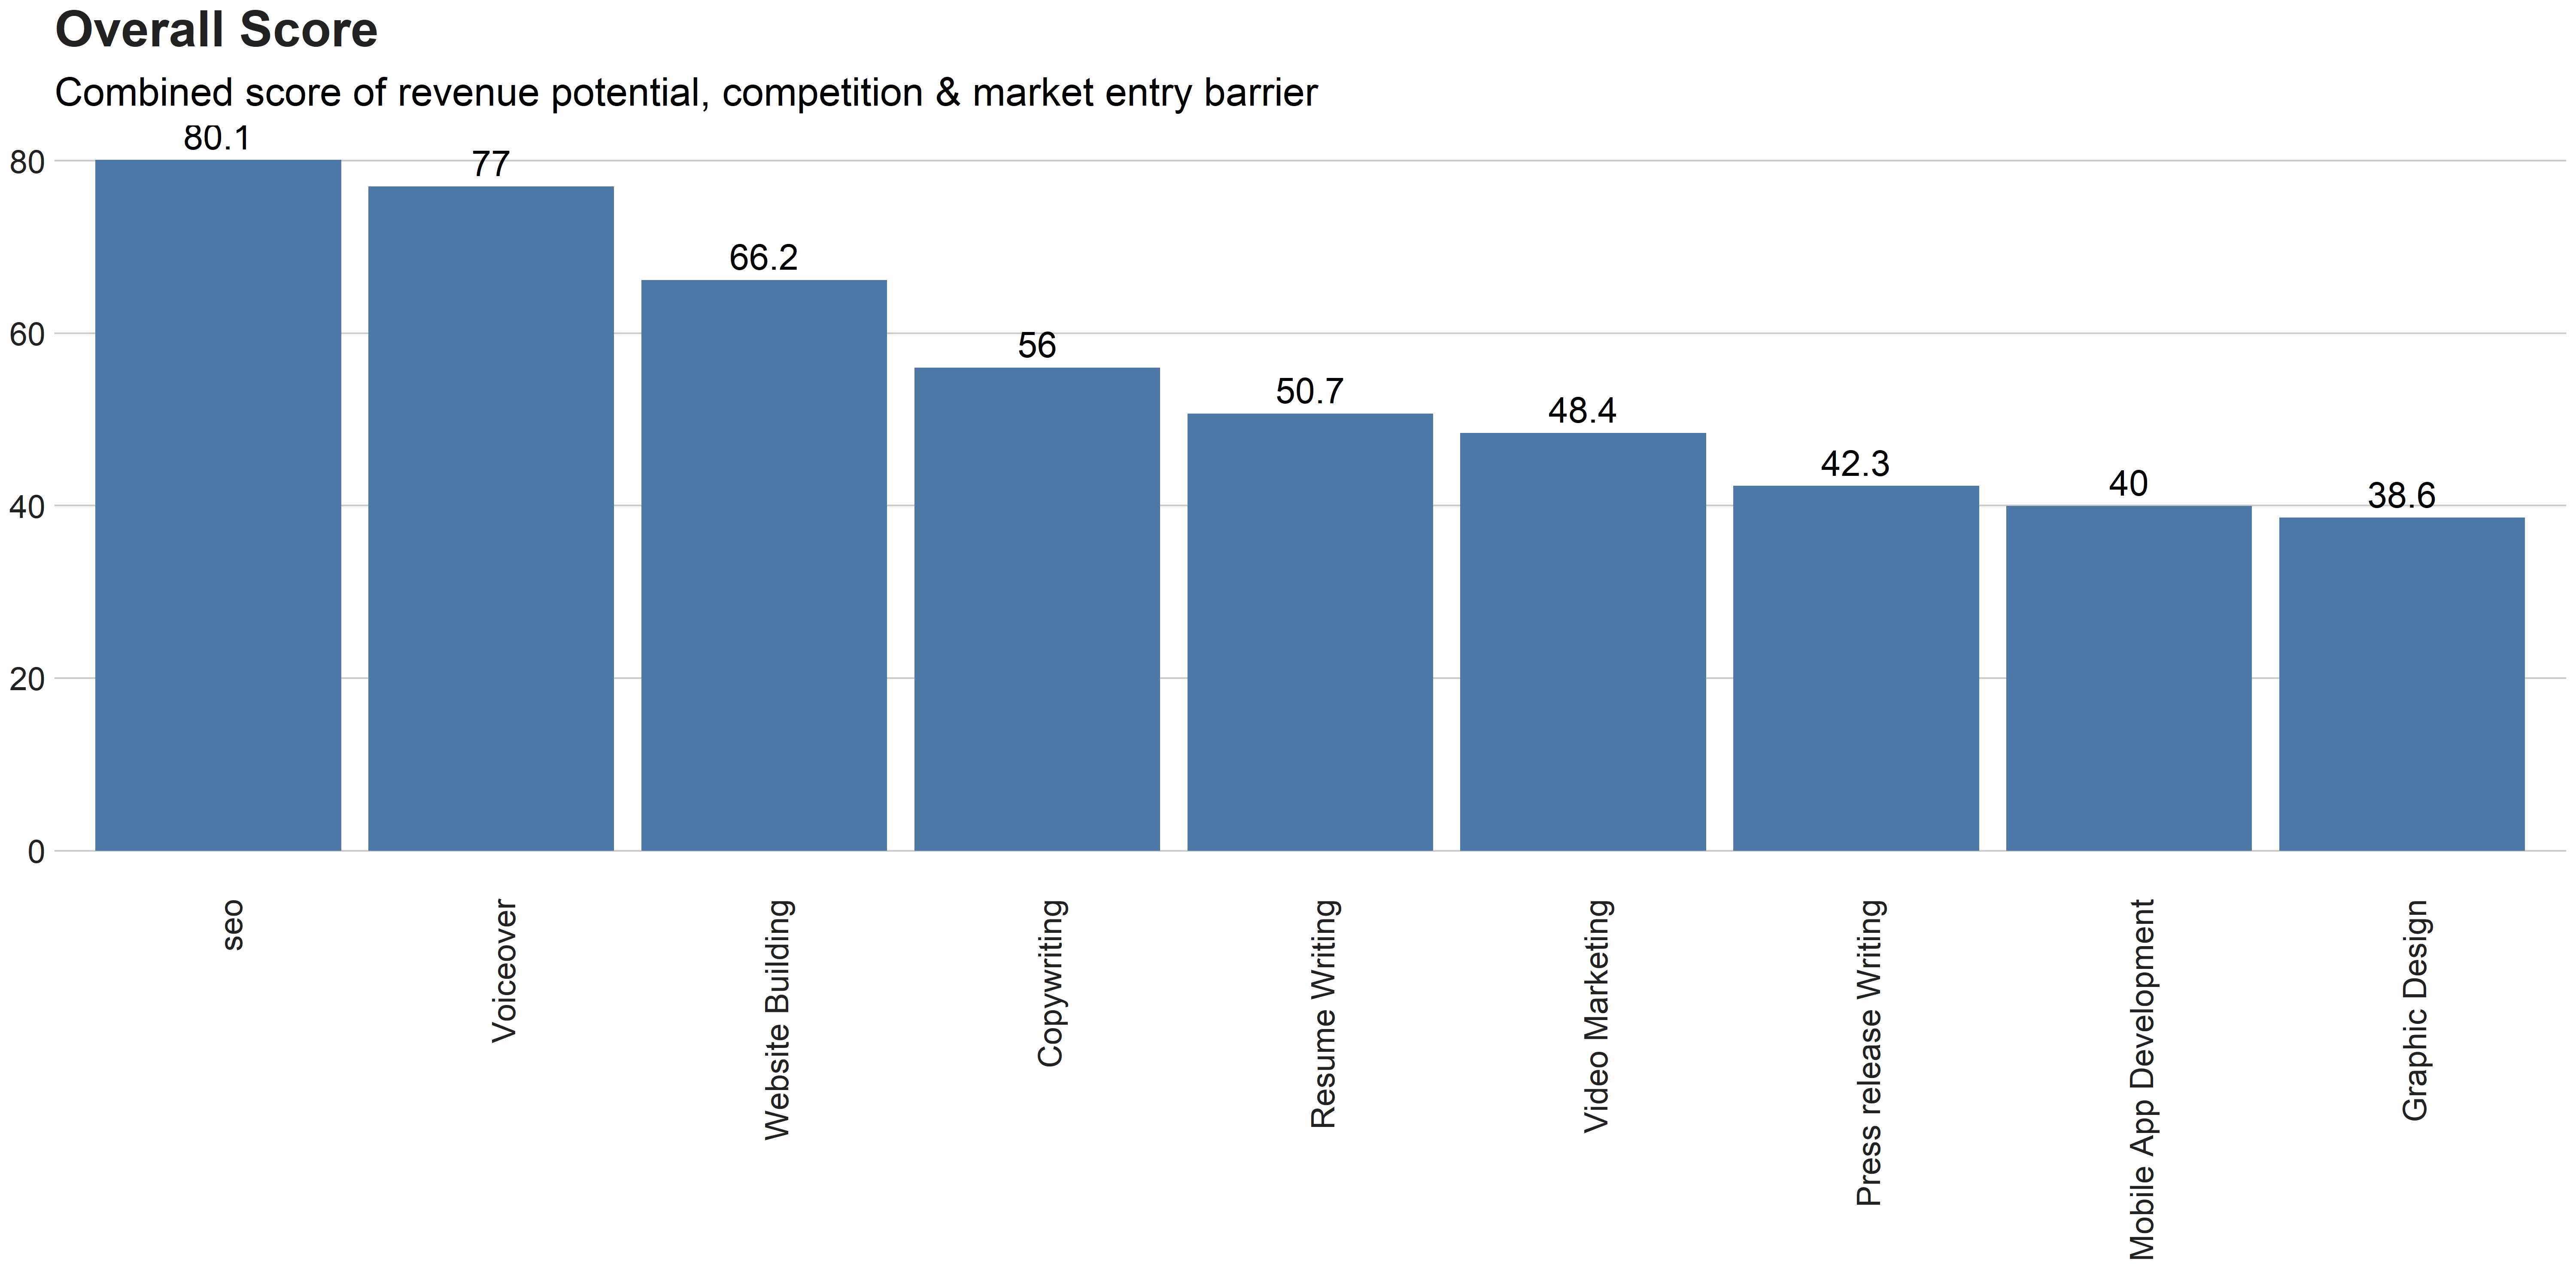 Overall Score
Combined score of revenue potential, competition & market entry barrier
80.1
77
66.2
56
50.7
48.4
42.3
40
38.6
80
60
40
20
0
seo
Voiceover
Website Building
Copywriting
Resume Writing
Video Marketing
Press release Writing
Mobile App Development
Graphic Design